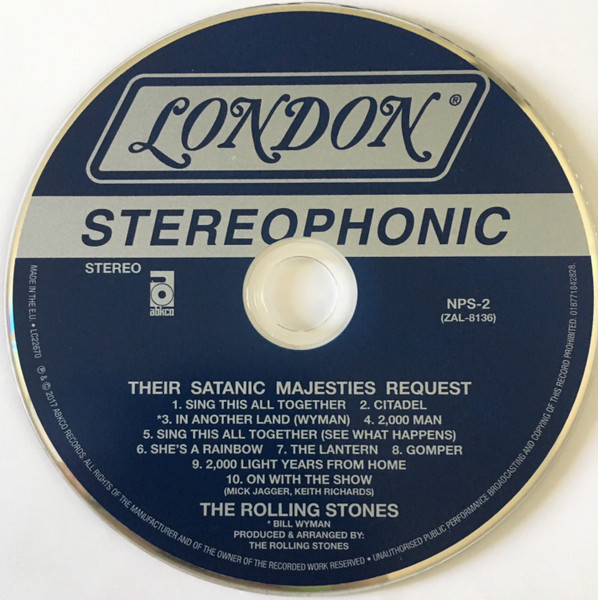 LONDON®
STEREOPHONIC
STEREO
abkco
NPS-2
(ZAL-8136)
THEIR SATANIC MAJESTIES REQUEST
1. SING THIS ALL TOGETHER 2. CITADEL
*3. IN ANOTHER LAND (WYMAN) 4. 2,000 MAN
5. SING THIS ALL TOGETHER (SEE WHAT HAPPENS)
6. SHE'S A RAINBOW 7. THE LANTERN 8. GOMPER
9. 2,000 LIGHT YEARS FROM HOME
10. ON WITH THE SHOW
(MICK JAGGER, KEITH RICHARDS)
THE ROLLING STONES
* BILL WYMAN
PRODUCED & ARRANGED BY:
THE ROLLING STONES
MADE IN THE E.U. • LC22670
℗ & © 2017 ABKCO RECORDS. ALL RIGHTS OF THE MANUFACTURER AND OF THE OWNER OF THE RECORDED WORK RESERVED • UNAUTHORISED PUBLIC PERFORMANCE BROADCASTING AND COPYING OF THIS RECORD PROHIBITED. 018771842828.